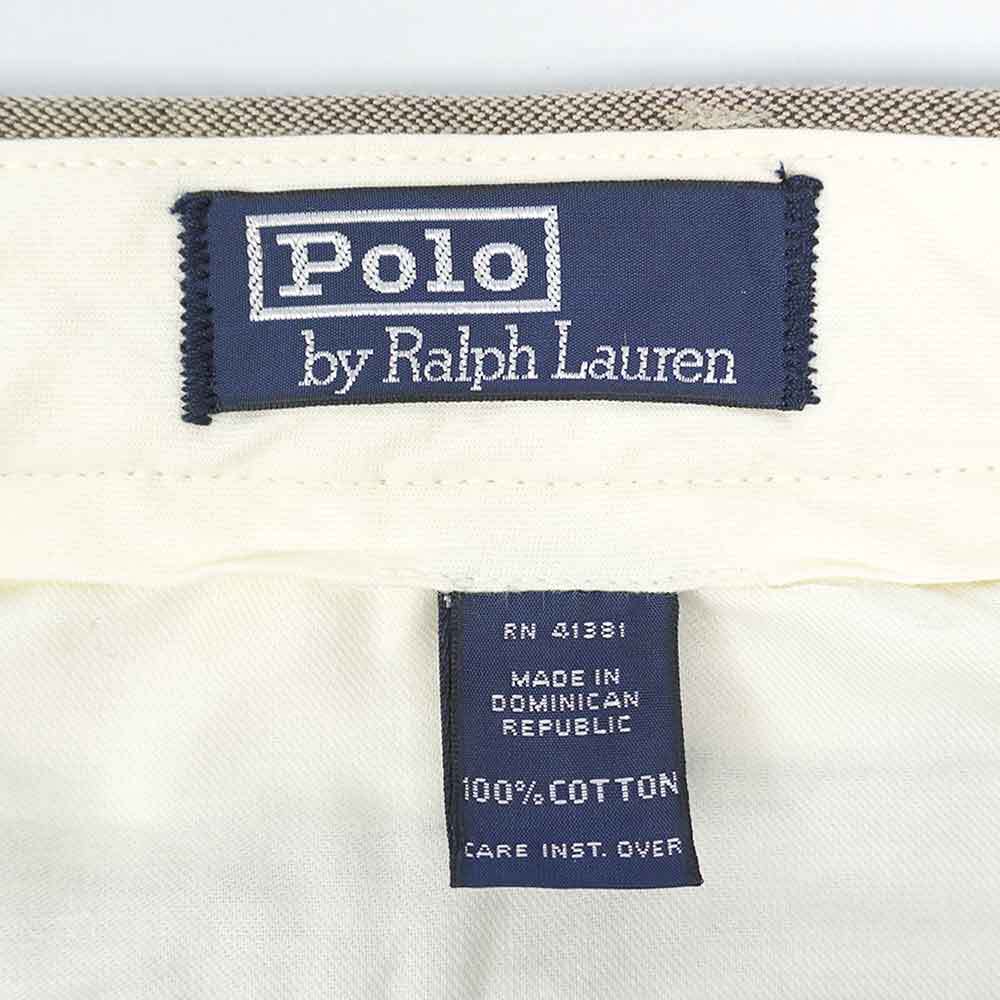 Polo
by Ralph Lauren
RN 41381
MADE IN
DOMINICAN
REPUBLIC
100% COTTON
CARE INST. OVER